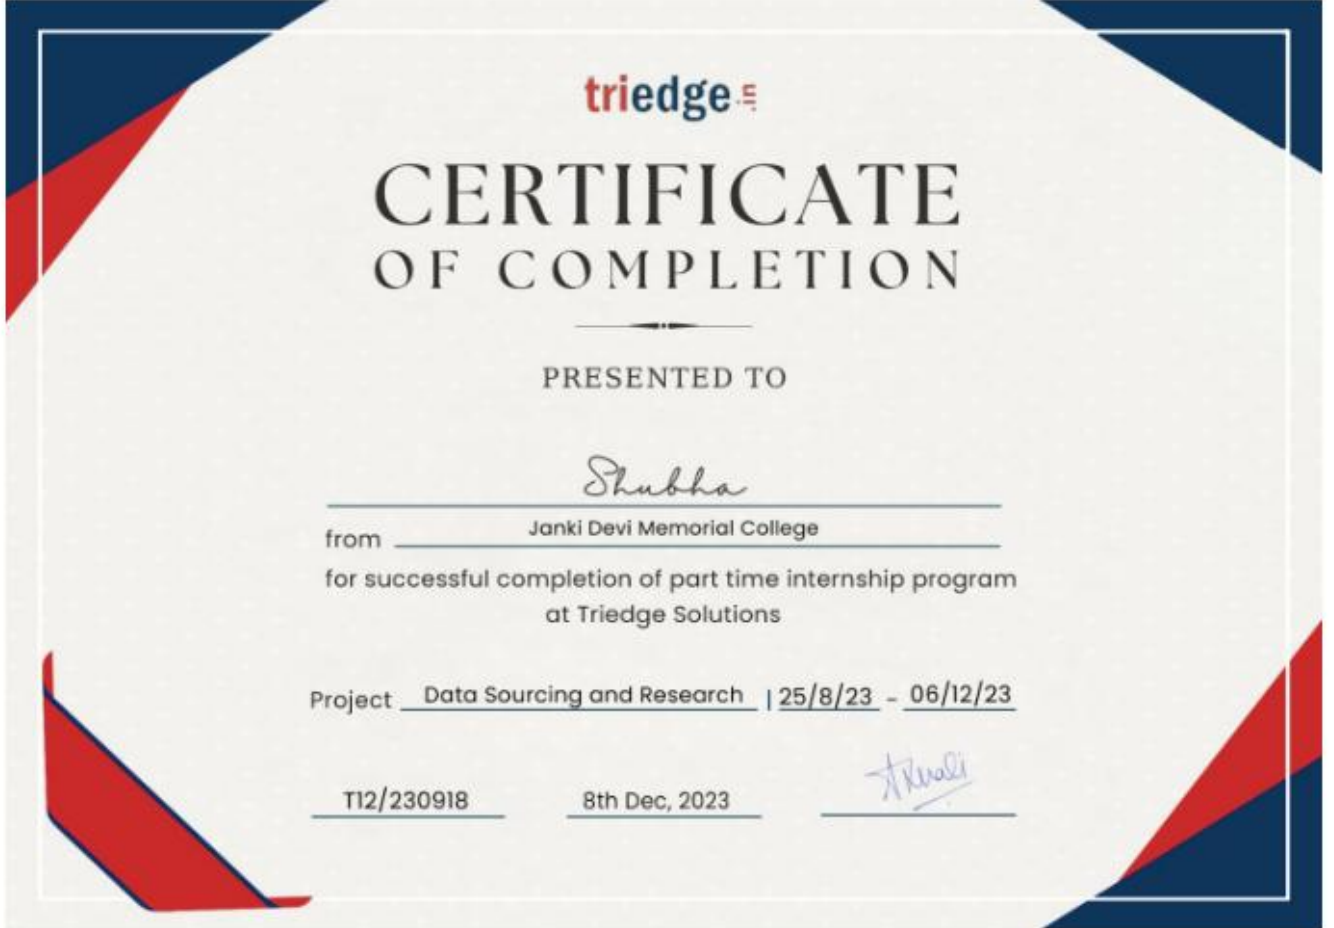 triedge.in
CERTIFICATE
OF COMPLETION
PRESENTED TO
Shubha
from Janki Devi Memorial College
for successful completion of part time internship program
at Triedge Solutions
Project Data Sourcing and Research | 25/8/23 - 06/12/23
T12/230918 8th Dec, 2023